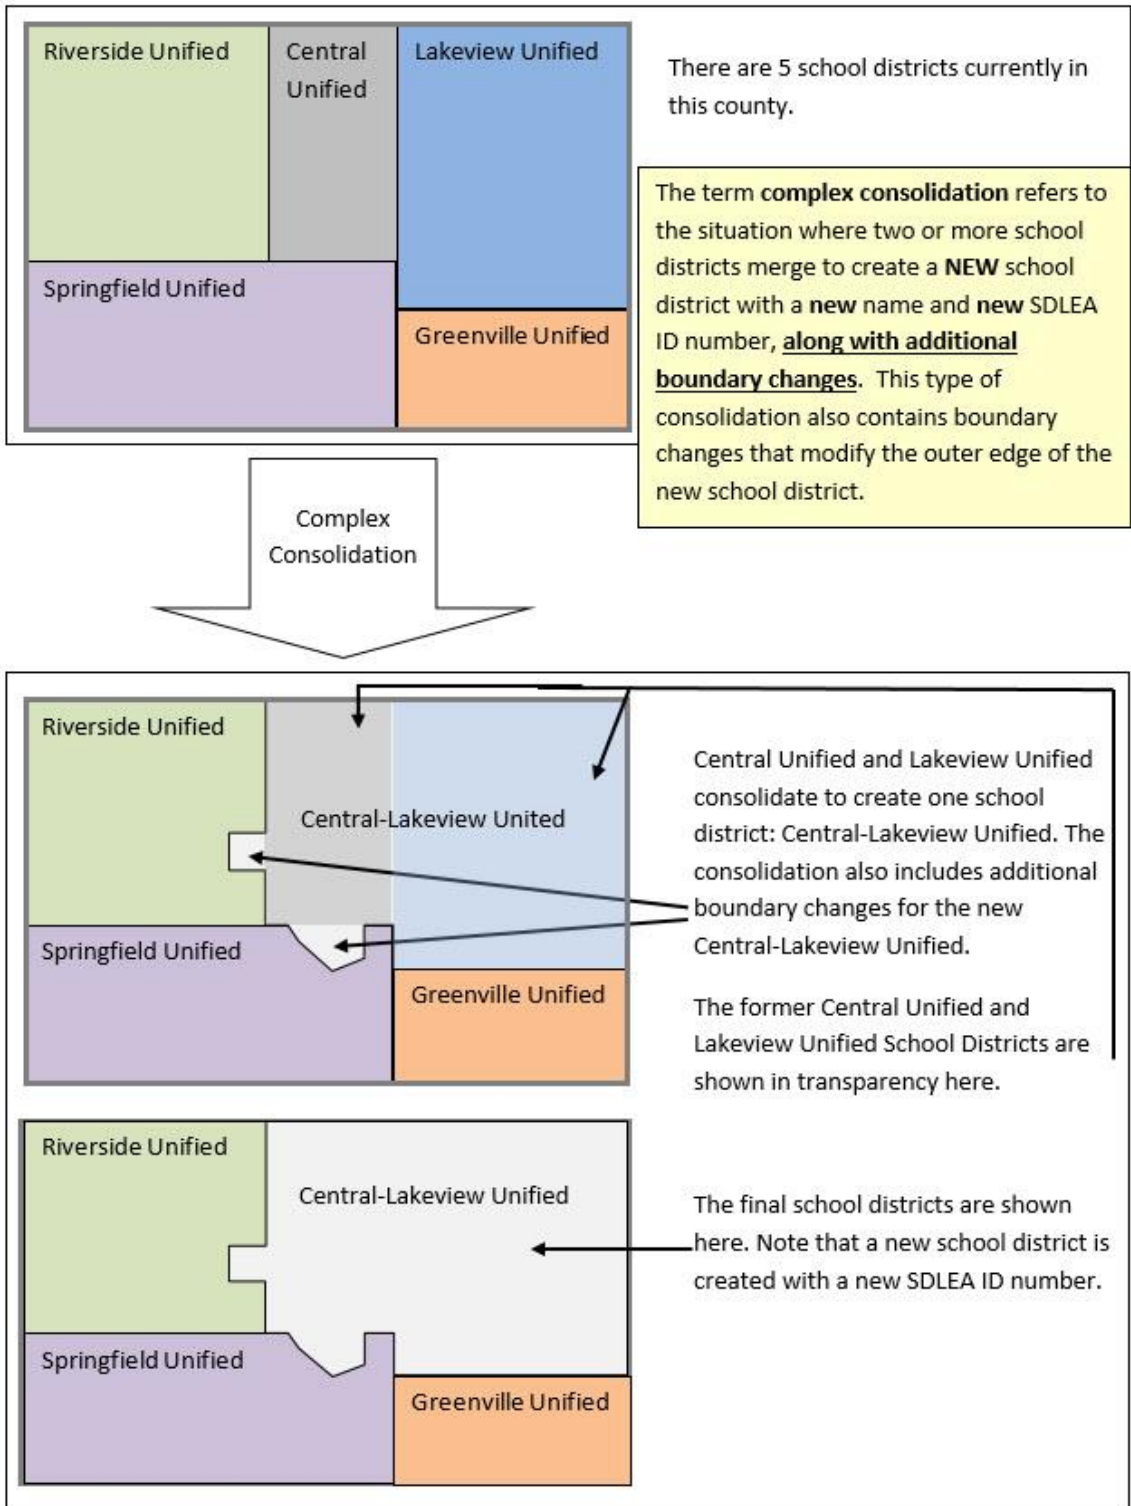 Riverside Unified
Central
Unified
Lakeview Unified
Springfield Unified
Greenville Unified
There are 5 school districts currently in
this county.
The term complex consolidation refers to
the situation where two or more school
districts merge to create a NEW school
district with a new name and new SDLEA
ID number, along with additional
boundary changes. This type of
consolidation also contains boundary
changes that modify the outer edge of the
new school district.
Complex
Consolidation
Riverside Unified
Central-Lakeview United
Springfield Unified
Greenville Unified
Central Unified and Lakeview Unified
consolidate to create one school
district: Central-Lakeview Unified. The
consolidation also includes additional
boundary changes for the new
Central-Lakeview Unified.
The former Central Unified and
Lakeview Unified School Districts are
shown in transparency here.
Riverside Unified
Central-Lakeview Unified
Springfield Unified
Greenville Unified
The final school districts are shown
here. Note that a new school district is
created with a new SDLEA ID number.